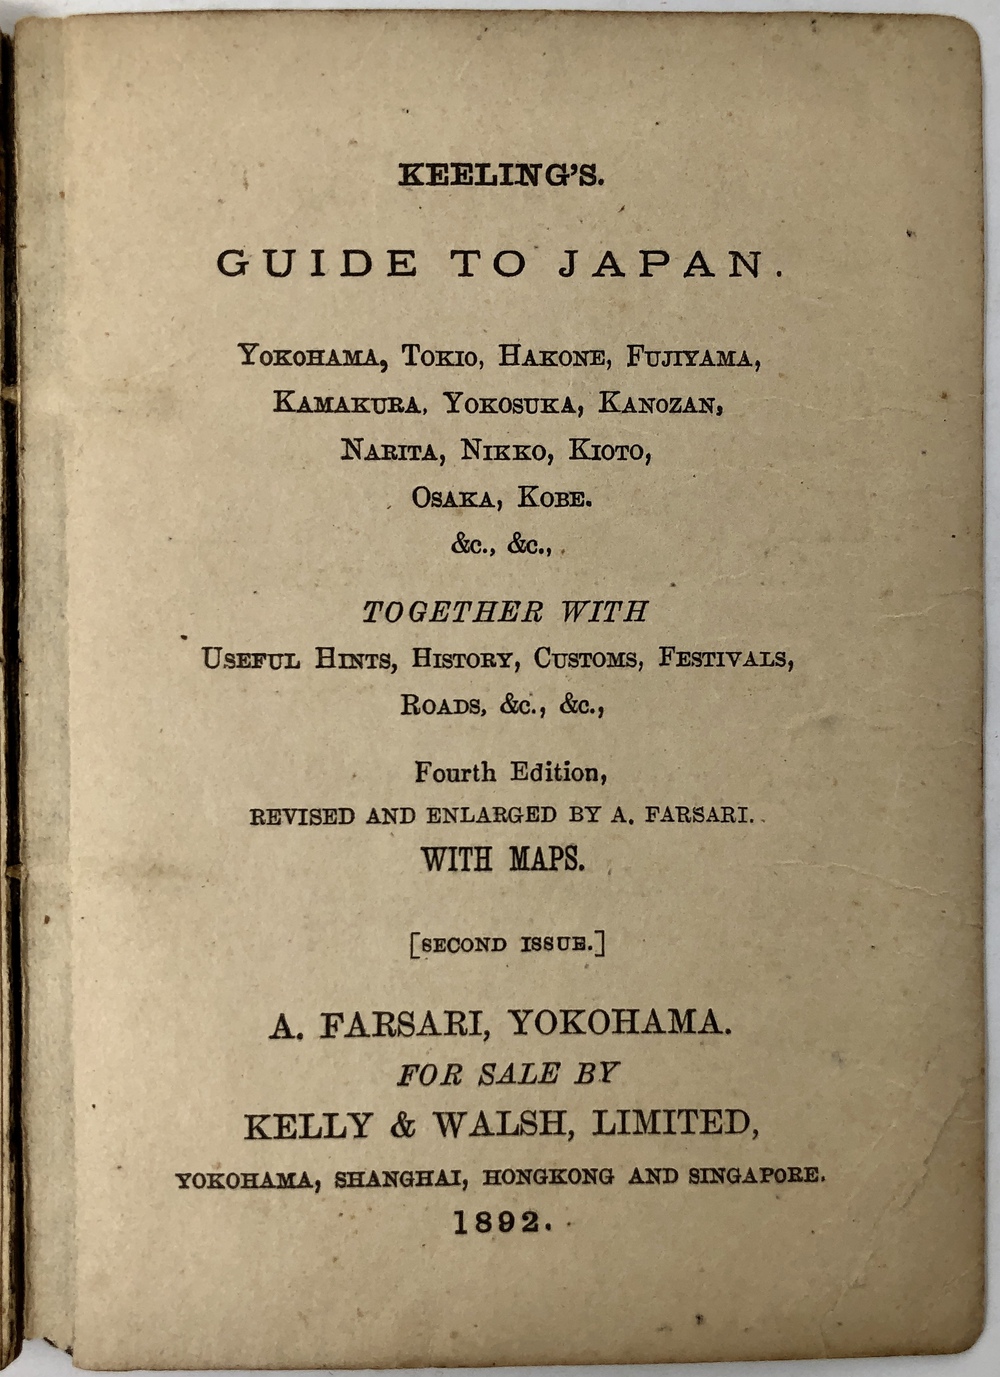 KEELING'S.
GUIDE TO JAPAN.
YOKOHAMA, TOKIO, HAKONE, FUJIYAMA,
KAMAKURA, YOKOSUKA, KANOZAN,
NARITA, NIKKO, KIOTO,
OSAKA, KOBE.
&C., &C.,
TOGETHER WITH
USEFUL HINTS, HISTORY, CUSTOMS, FESTIVALS,
ROADS, &C., &C.,
Fourth Edition,
REVISED AND ENLARGED BY A. FARSARI.
WITH MAPS.
[SECOND ISSUE.]
A. FARSARI, YOKOHAMA.
FOR SALE BY
KELLY & WALSH, LIMITED,
YOKOHAMA, SHANGHAI, HONGKONG AND SINGAPORE.
1892.